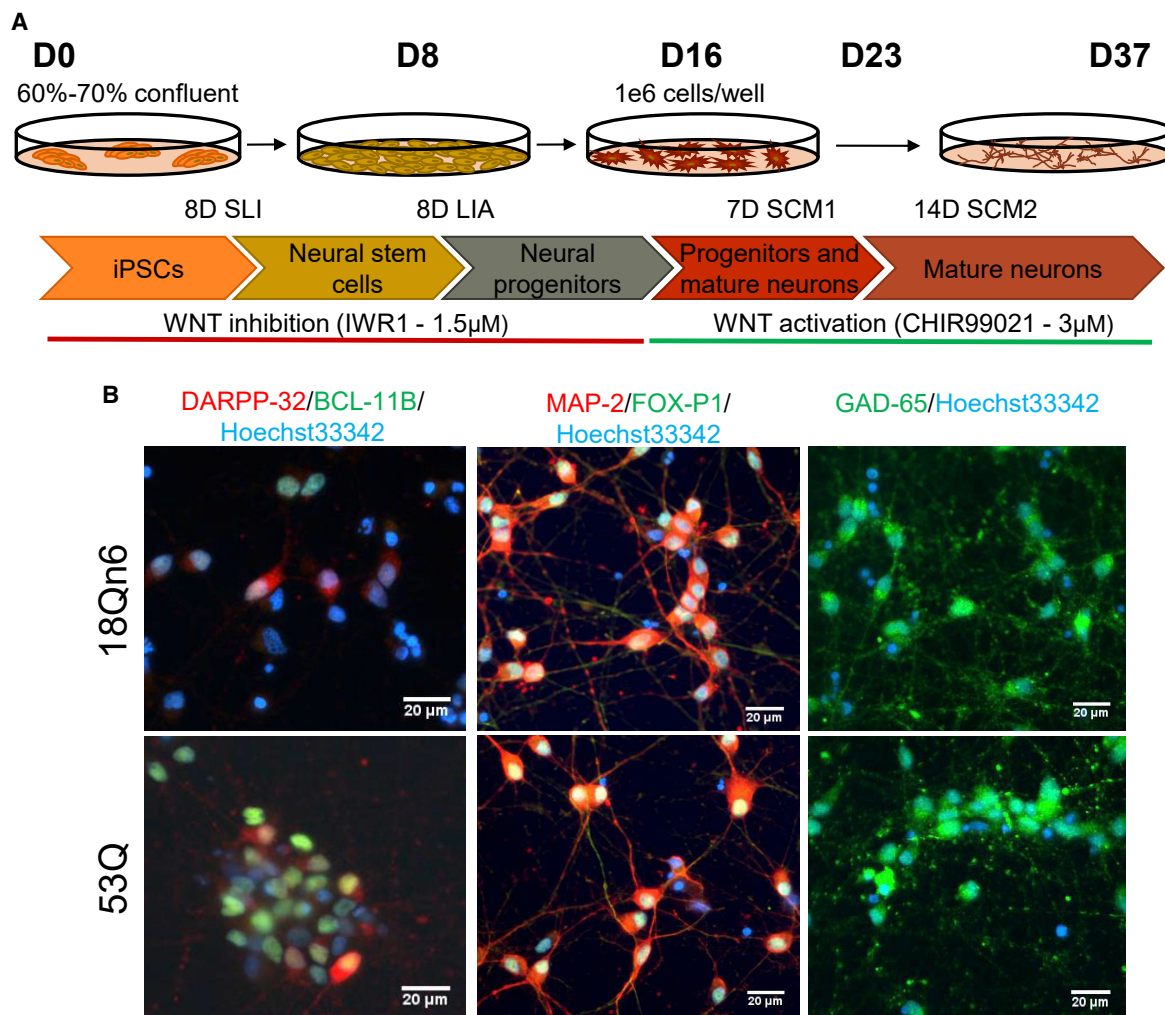 A
D0 D8 D16 D23 D37
60%-70% confluent 1e6 cells/well
8D SLI 8D LIA 7D SCM1 14D SCM2
iPSCs
Neural stem
cells
Neural
progenitors
Progenitors and
mature neurons
Mature neurons
WNT inhibition (IWR1 - 1.5µM) WNT activation (CHIR99021 - 3µM)
B
DARPP-32/BCL-11B/
Hoechst33342
MAP-2/FOX-P1/
Hoechst33342
GAD-65/Hoechst33342
18Qn6
20 µm
20 µm
20 µm
53Q
20 µm
20 µm
20 µm